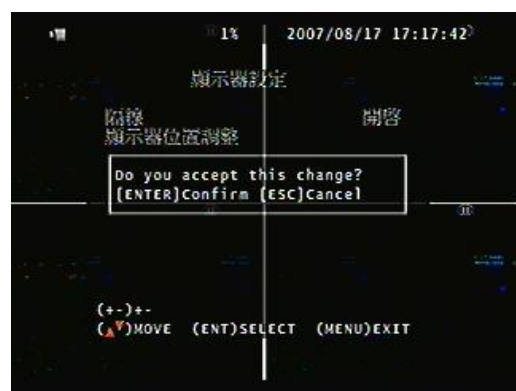 1% 2007/08/17 17:17:42
顯示器設定
隔線 開啓
顯示器位置調整
Do you accept this change?
(ENTER)Confirm (ESC)Cancel
(+-)+-
(▲▼)MOVE (ENT)SELECT (MENU)EXIT